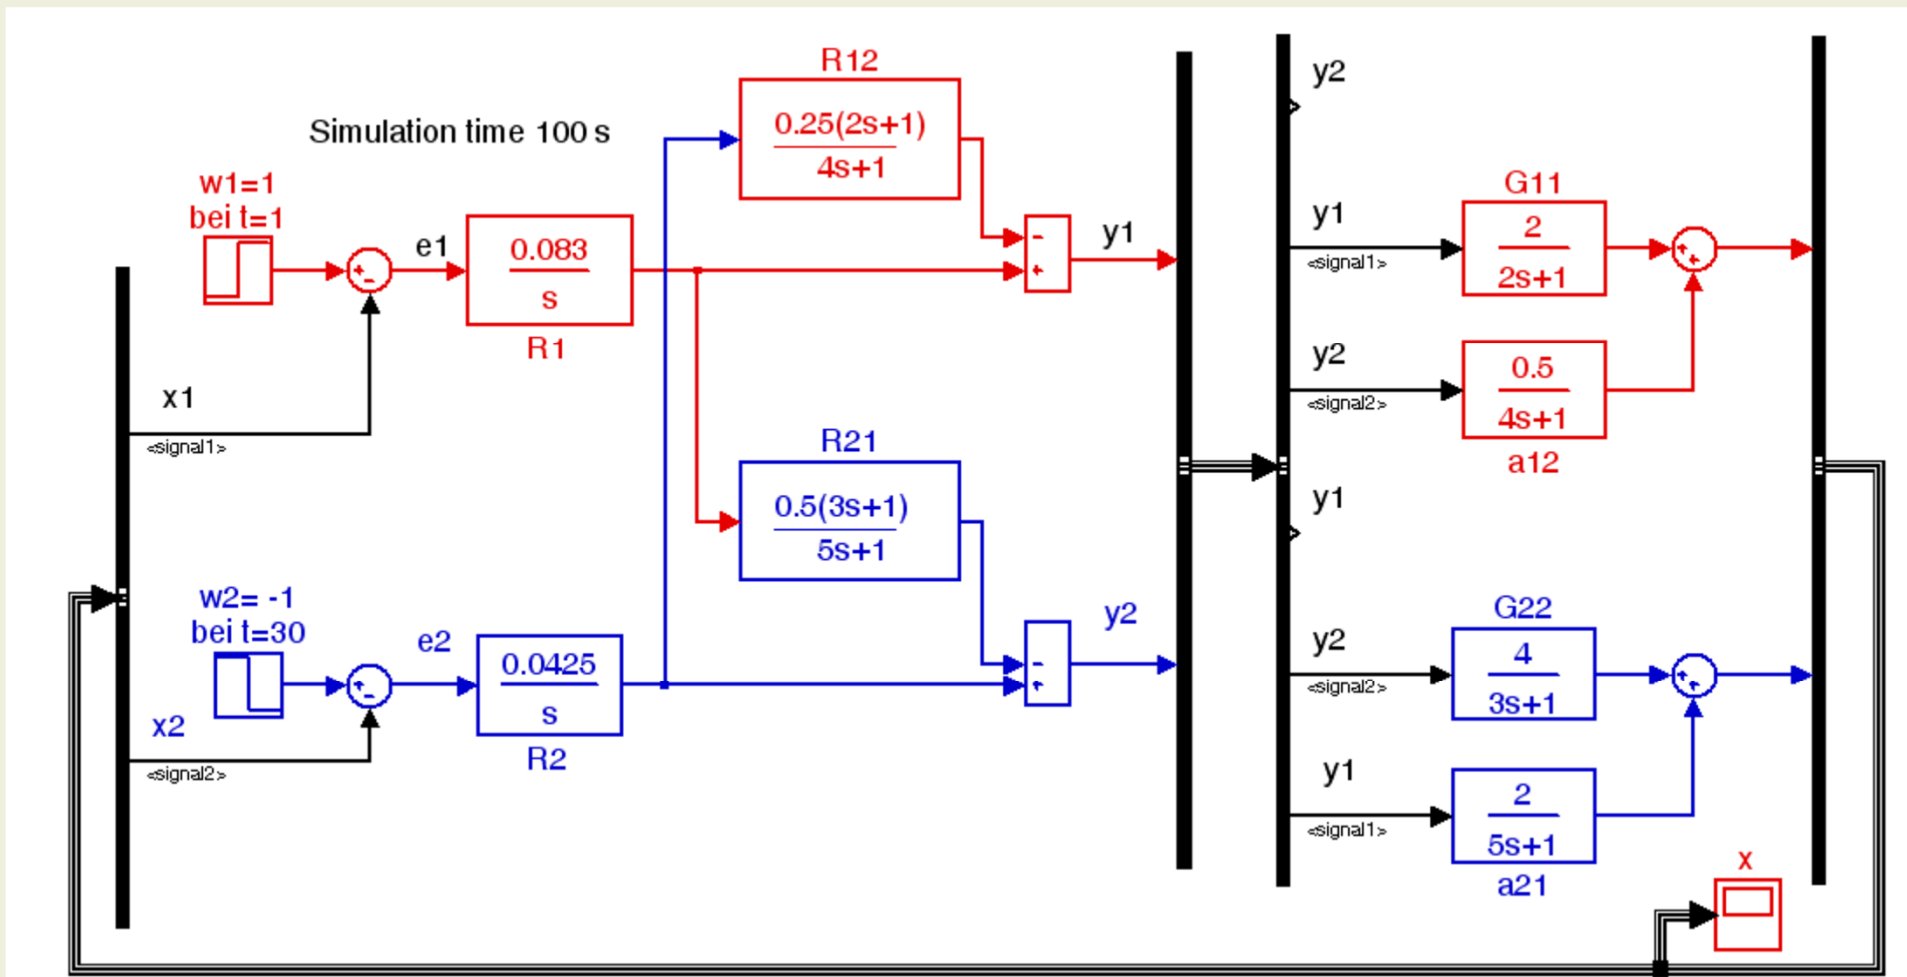 R12
0.25(2s+1)
4s+1
Simulation time 100 s
w1=1
bei t=1
+
-
e1
0.083
s
R1
-
+
y1
x1
<signal1>
R21
0.5(3s+1)
5s+1
w2= -1
bei t=30
+
-
e2
0.0425
s
R2
-
+
y2
x2
<signal2>
y2
y1
<signal1>
G11
2
2s+1
+
+
y2
<signal2>
0.5
4s+1
a12
y1
y2
<signal2>
G22
4
3s+1
+
+
y1
<signal1>
2
5s+1
a21
x